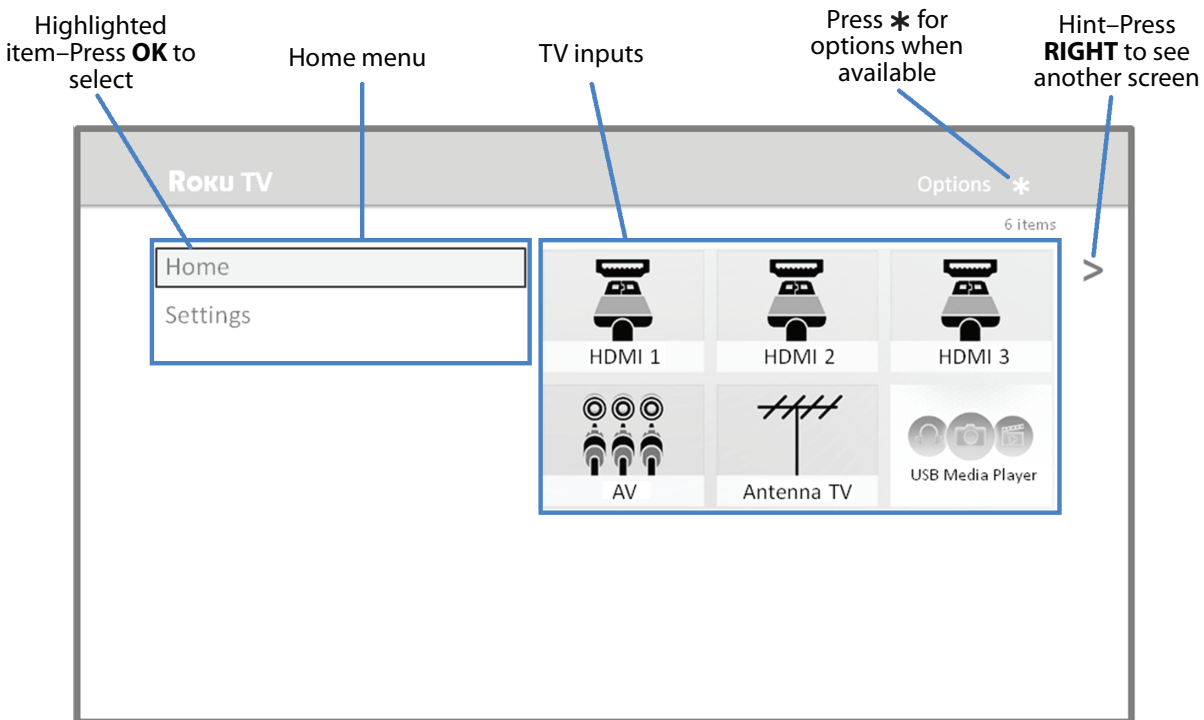 Highlighted
item–Press OK to
select
Home menu
TV inputs
Press * for
options when
available
Hint–Press
RIGHT to see
another screen
ROKU TV
Options *
6 items
Home
Settings
>
HDMI 1
HDMI 2
HDMI 3
AV
Antenna TV
USB Media Player